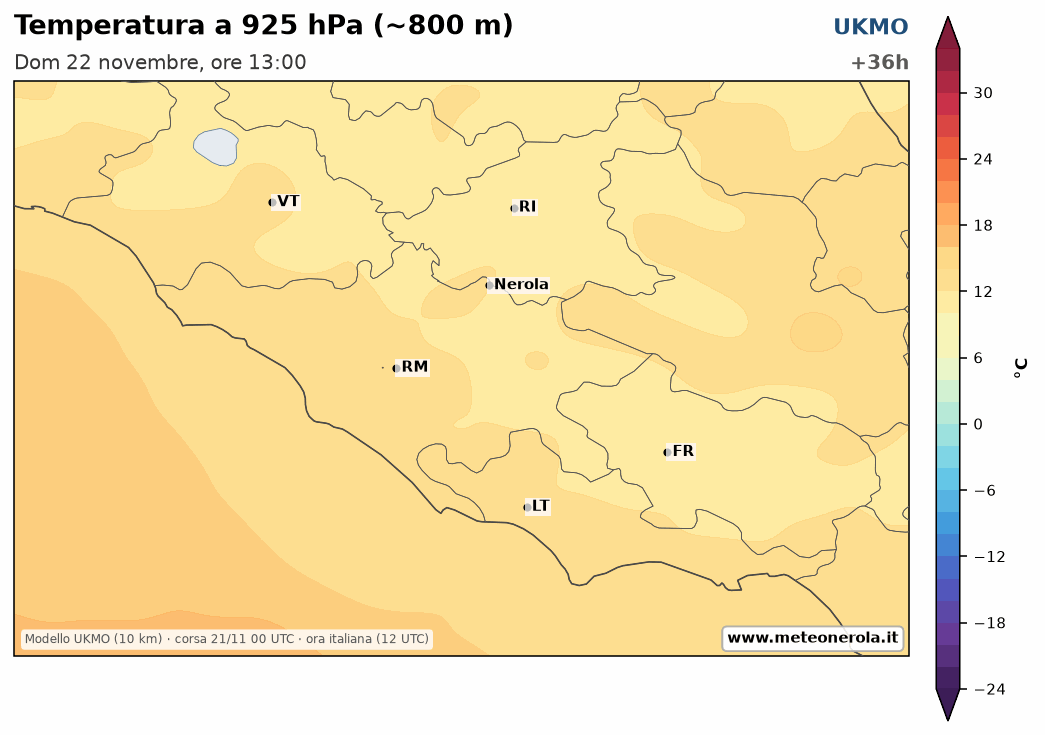 Temperatura a 925 hPa (~800 m)
UKMO
Dom 22 novembre, ore 13:00
+36h
VT
RI
Nerola
RM
FR
LT
Modello UKMO (10 km) · corsa 21/11 00 UTC · ora italiana (12 UTC)
www.meteonerola.it
30
24
18
12
6
0
−6
−12
−18
−24
°C